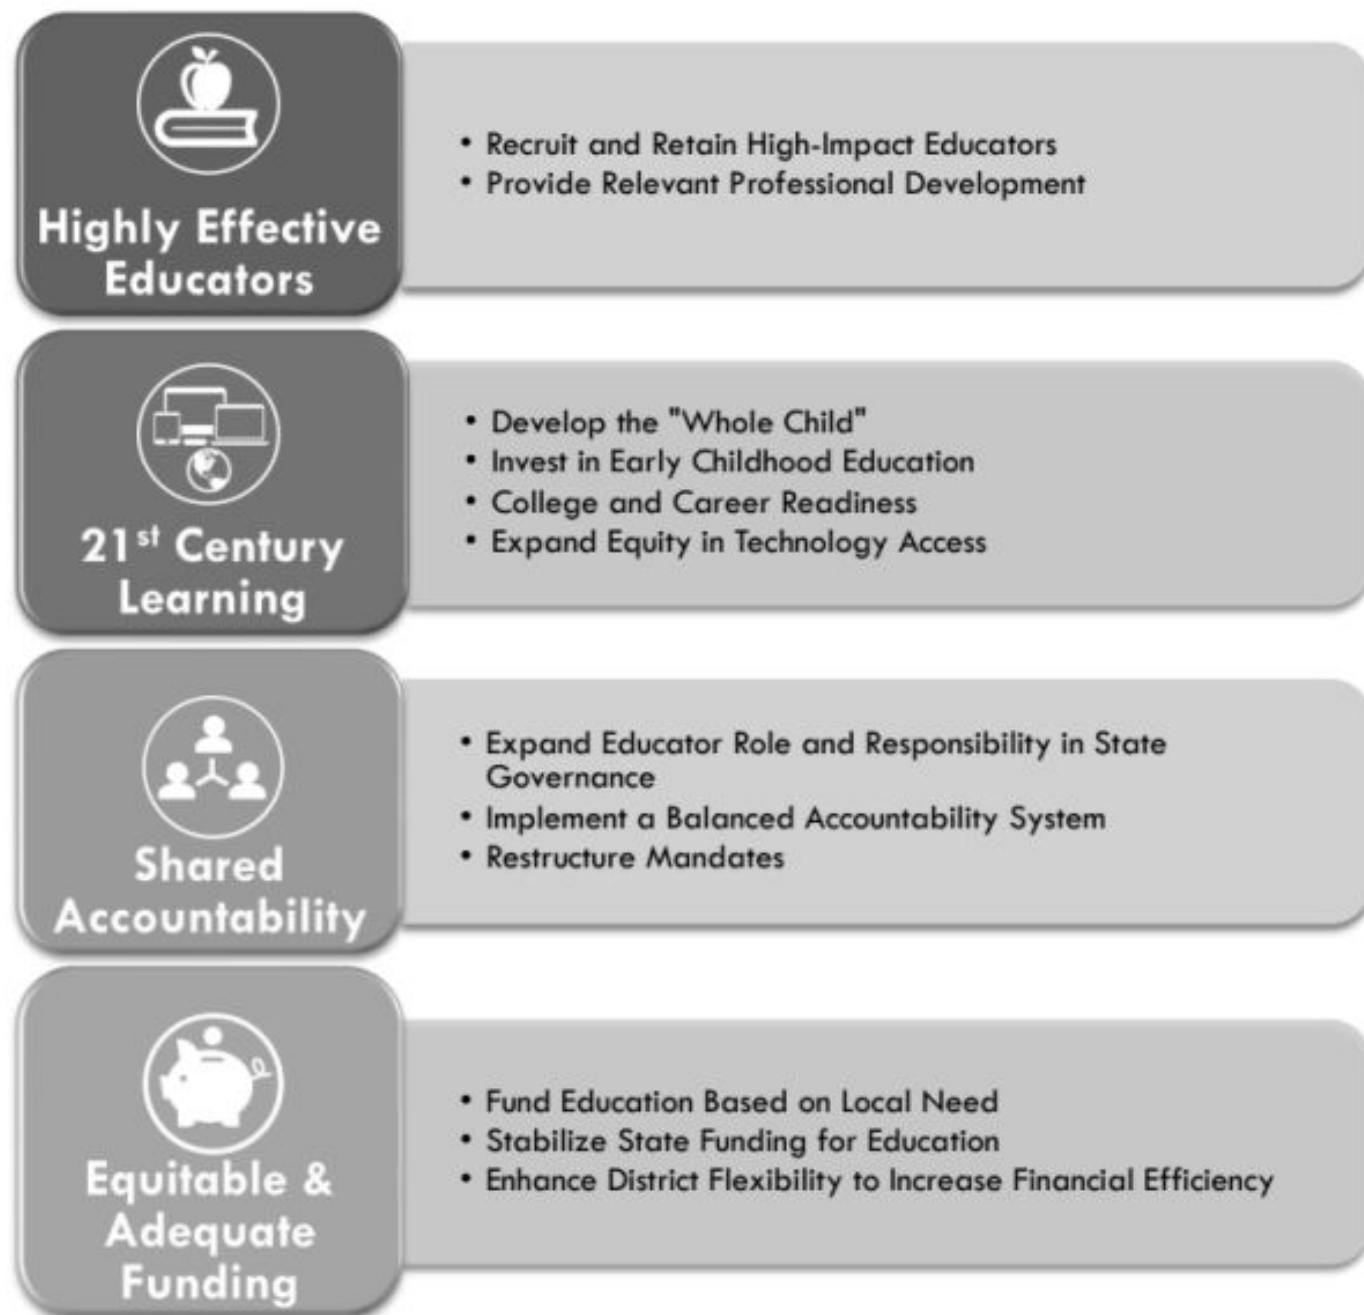 Highly Effective
Educators
• Recruit and Retain High-Impact Educators
• Provide Relevant Professional Development
21st Century
Learning
• Develop the "Whole Child"
• Invest in Early Childhood Education
• College and Career Readiness
• Expand Equity in Technology Access
Shared
Accountability
• Expand Educator Role and Responsibility in State
Governance
• Implement a Balanced Accountability System
• Restructure Mandates
Equitable &
Adequate
Funding
• Fund Education Based on Local Need
• Stabilize State Funding for Education
• Enhance District Flexibility to Increase Financial Efficiency